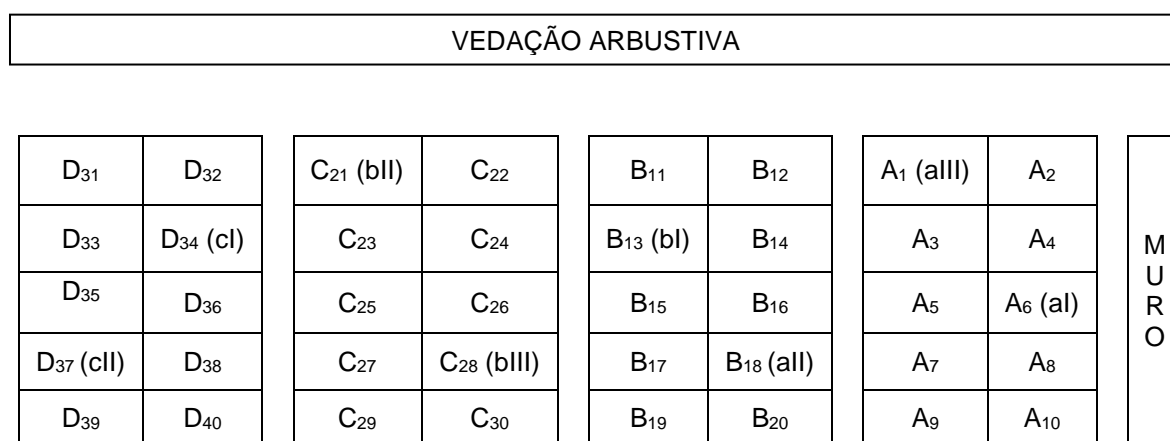 VEDAÇÃO ARBUSTIVA
D₃₁ D₃₂ C₂₁ (bII) C₂₂ B₁₁ B₁₂ A₁ (aIII) A₂
D₃₃ D₃₄ (cI) C₂₃ C₂₄ B₁₃ (bI) B₁₄ A₃ A₄
D₃₅ D₃₆ C₂₅ C₂₆ B₁₅ B₁₆ A₅ A₆ (aI)
D₃₇ (cII) D₃₈ C₂₇ C₂₈ (bIII) B₁₇ B₁₈ (aII) A₇ A₈
D₃₉ D₄₀ C₂₉ C₃₀ B₁₉ B₂₀ A₉ A₁₀
M
U
R
O